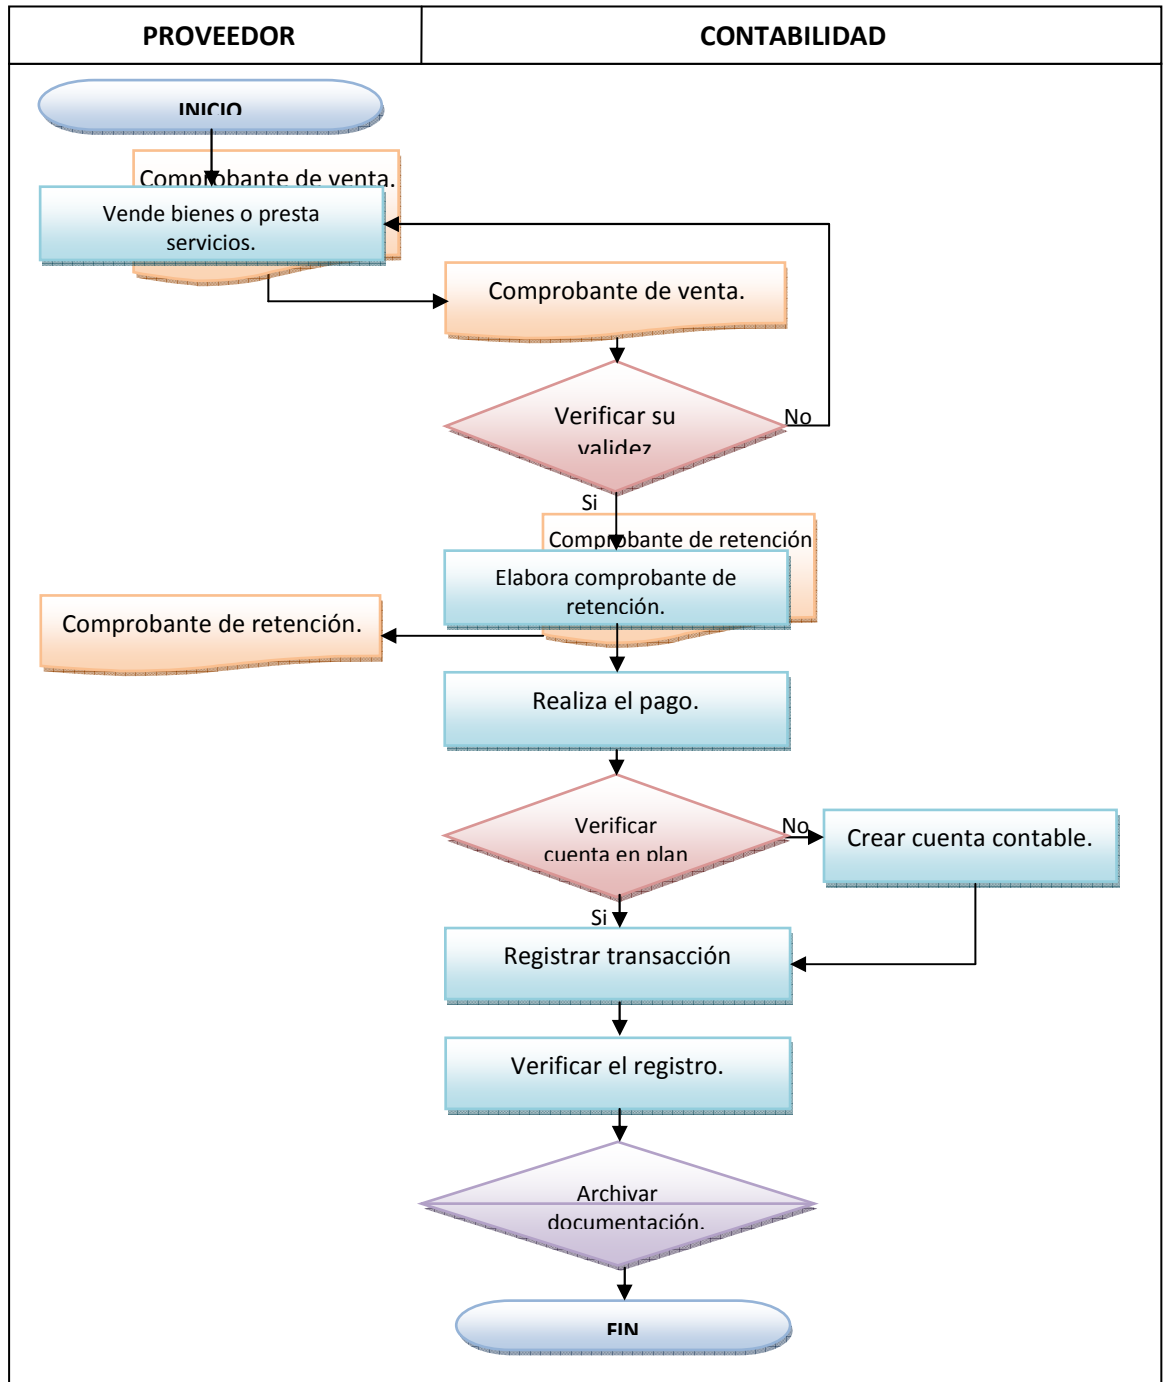 PROVEEDOR
CONTABILIDAD
INICIO
Comprobante de venta.
Vende bienes o presta
servicios.
Comprobante de venta.
Verificar su
validez
No
Si
Comprobante de retención
Elabora comprobante de
retención.
Comprobante de retención.
Realiza el pago.
Verificar
cuenta en plan
No
Crear cuenta contable.
Si
Registrar transacción
Verificar el registro.
Archivar
documentación.
FIN